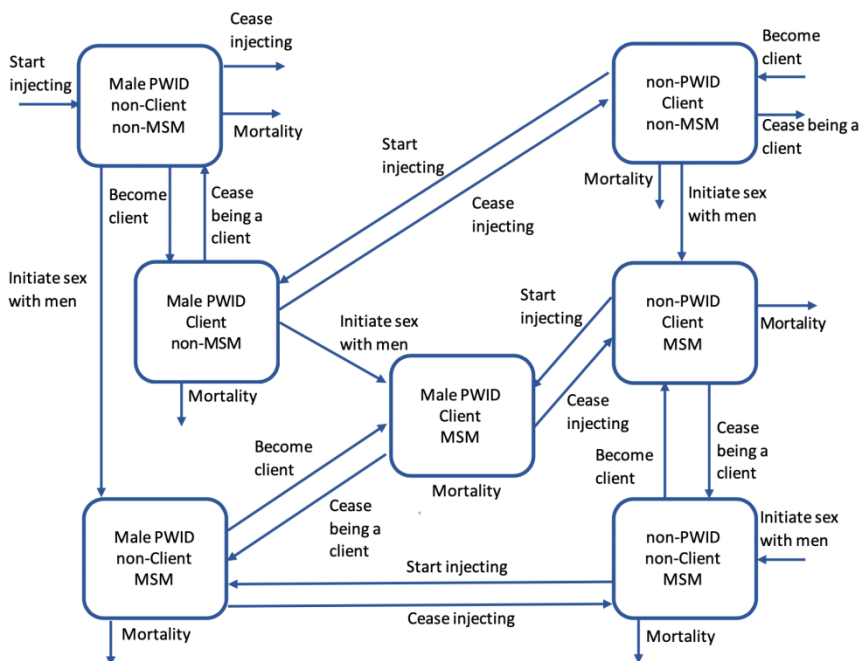 Cease
injecting
Start
injecting
Male PWID
non-Client
non-MSM
Mortality
Become
client
non-PWID
Client
non-MSM
Cease being a
client
Start
injecting
Cease
injecting
Mortality
Initiate sex
with men
Become
client
Cease
being a
client
Initiate sex
with men
Male PWID
Client
non-MSM
Mortality
Initiate sex
with men
Start
injecting
non-PWID
Client
MSM
Mortality
Male PWID
Client
MSM
Mortality
Cease
injecting
Become
client
Cease
being a
client
Become
client
Cease
being a
client
Male PWID
non-Client
MSM
Mortality
Start injecting
Cease injecting
non-PWID
non-Client
MSM
Initiate sex
with men
Mortality